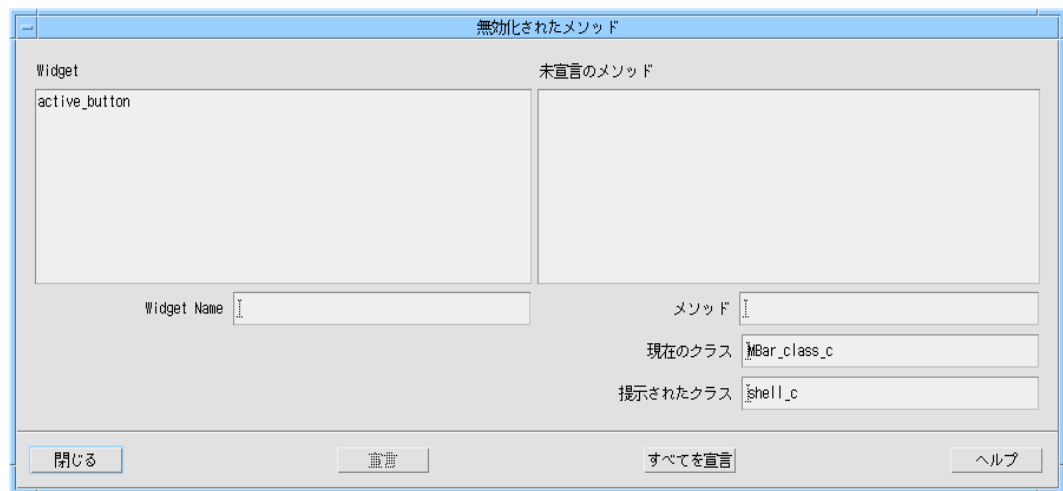 無効化されたメソッド
Widget
未宣言のメソッド
active_button
Widget Name
メソッド
現在のクラス MBar_class_c
提示されたクラス shell_c
閉じる
宣言
すべてを宣言
ヘルプ